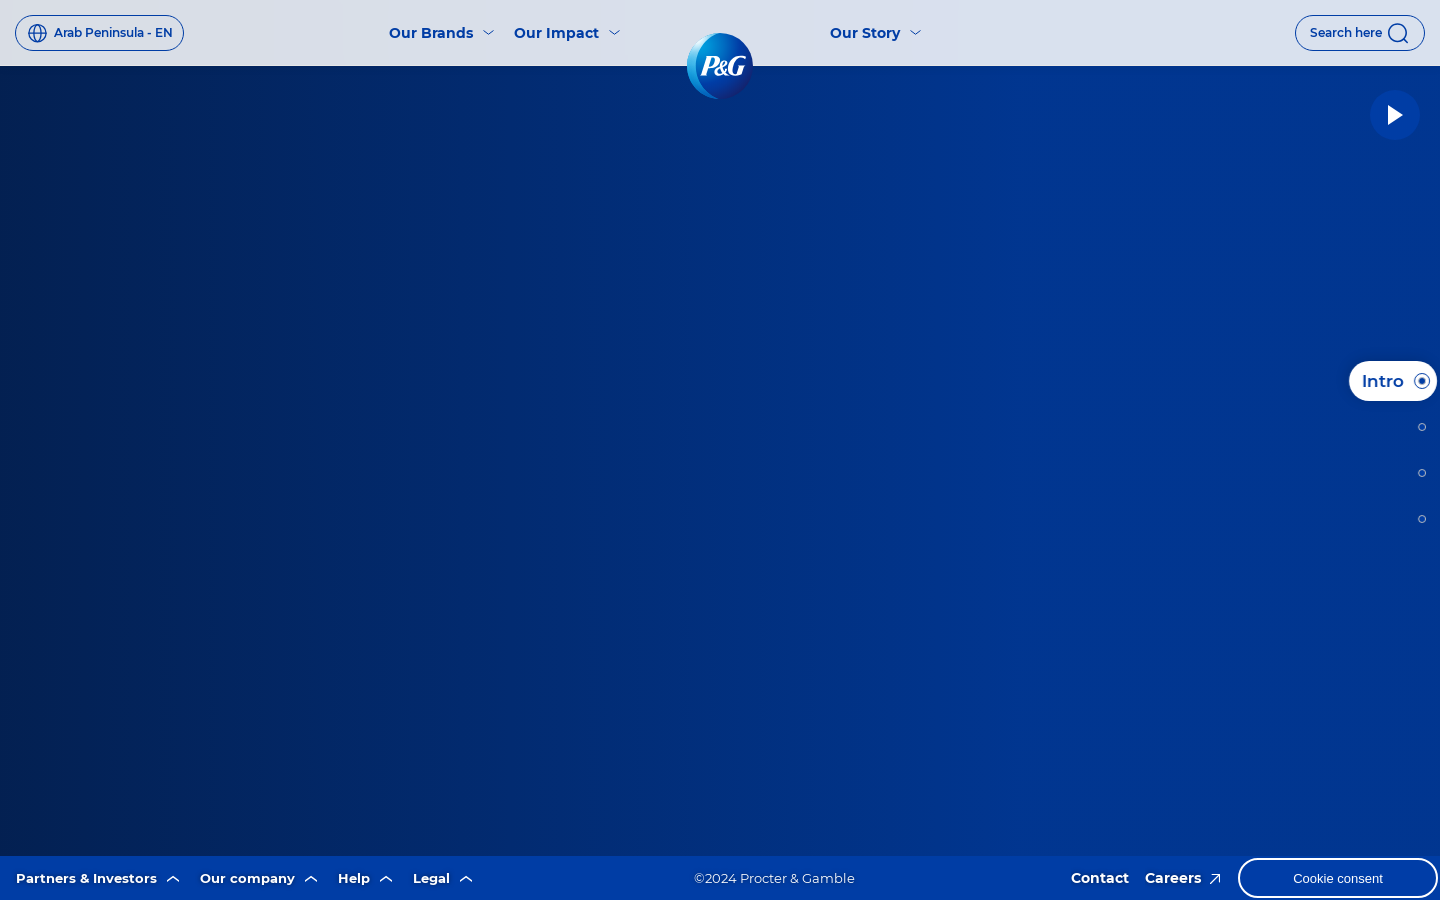 Arab Peninsula - EN
Our Brands
Our Impact
P&G
Our Story
Search here
Intro
Partners & Investors
Our company
Help
Legal
©2024 Procter & Gamble
Contact
Careers
Cookie consent